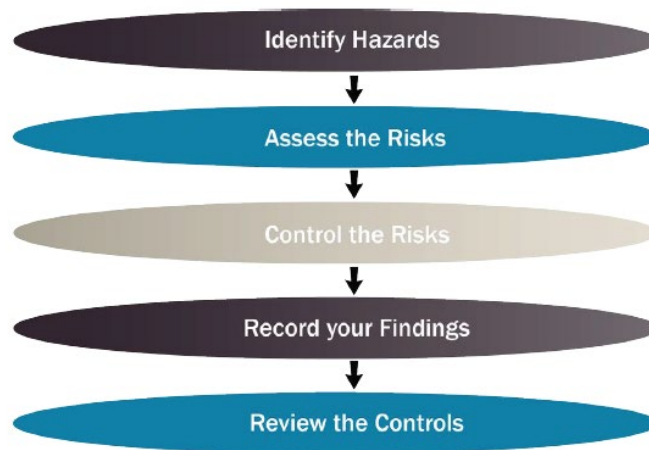 Identify Hazards
Assess the Risks
Control the Risks
Record your Findings
Review the Controls